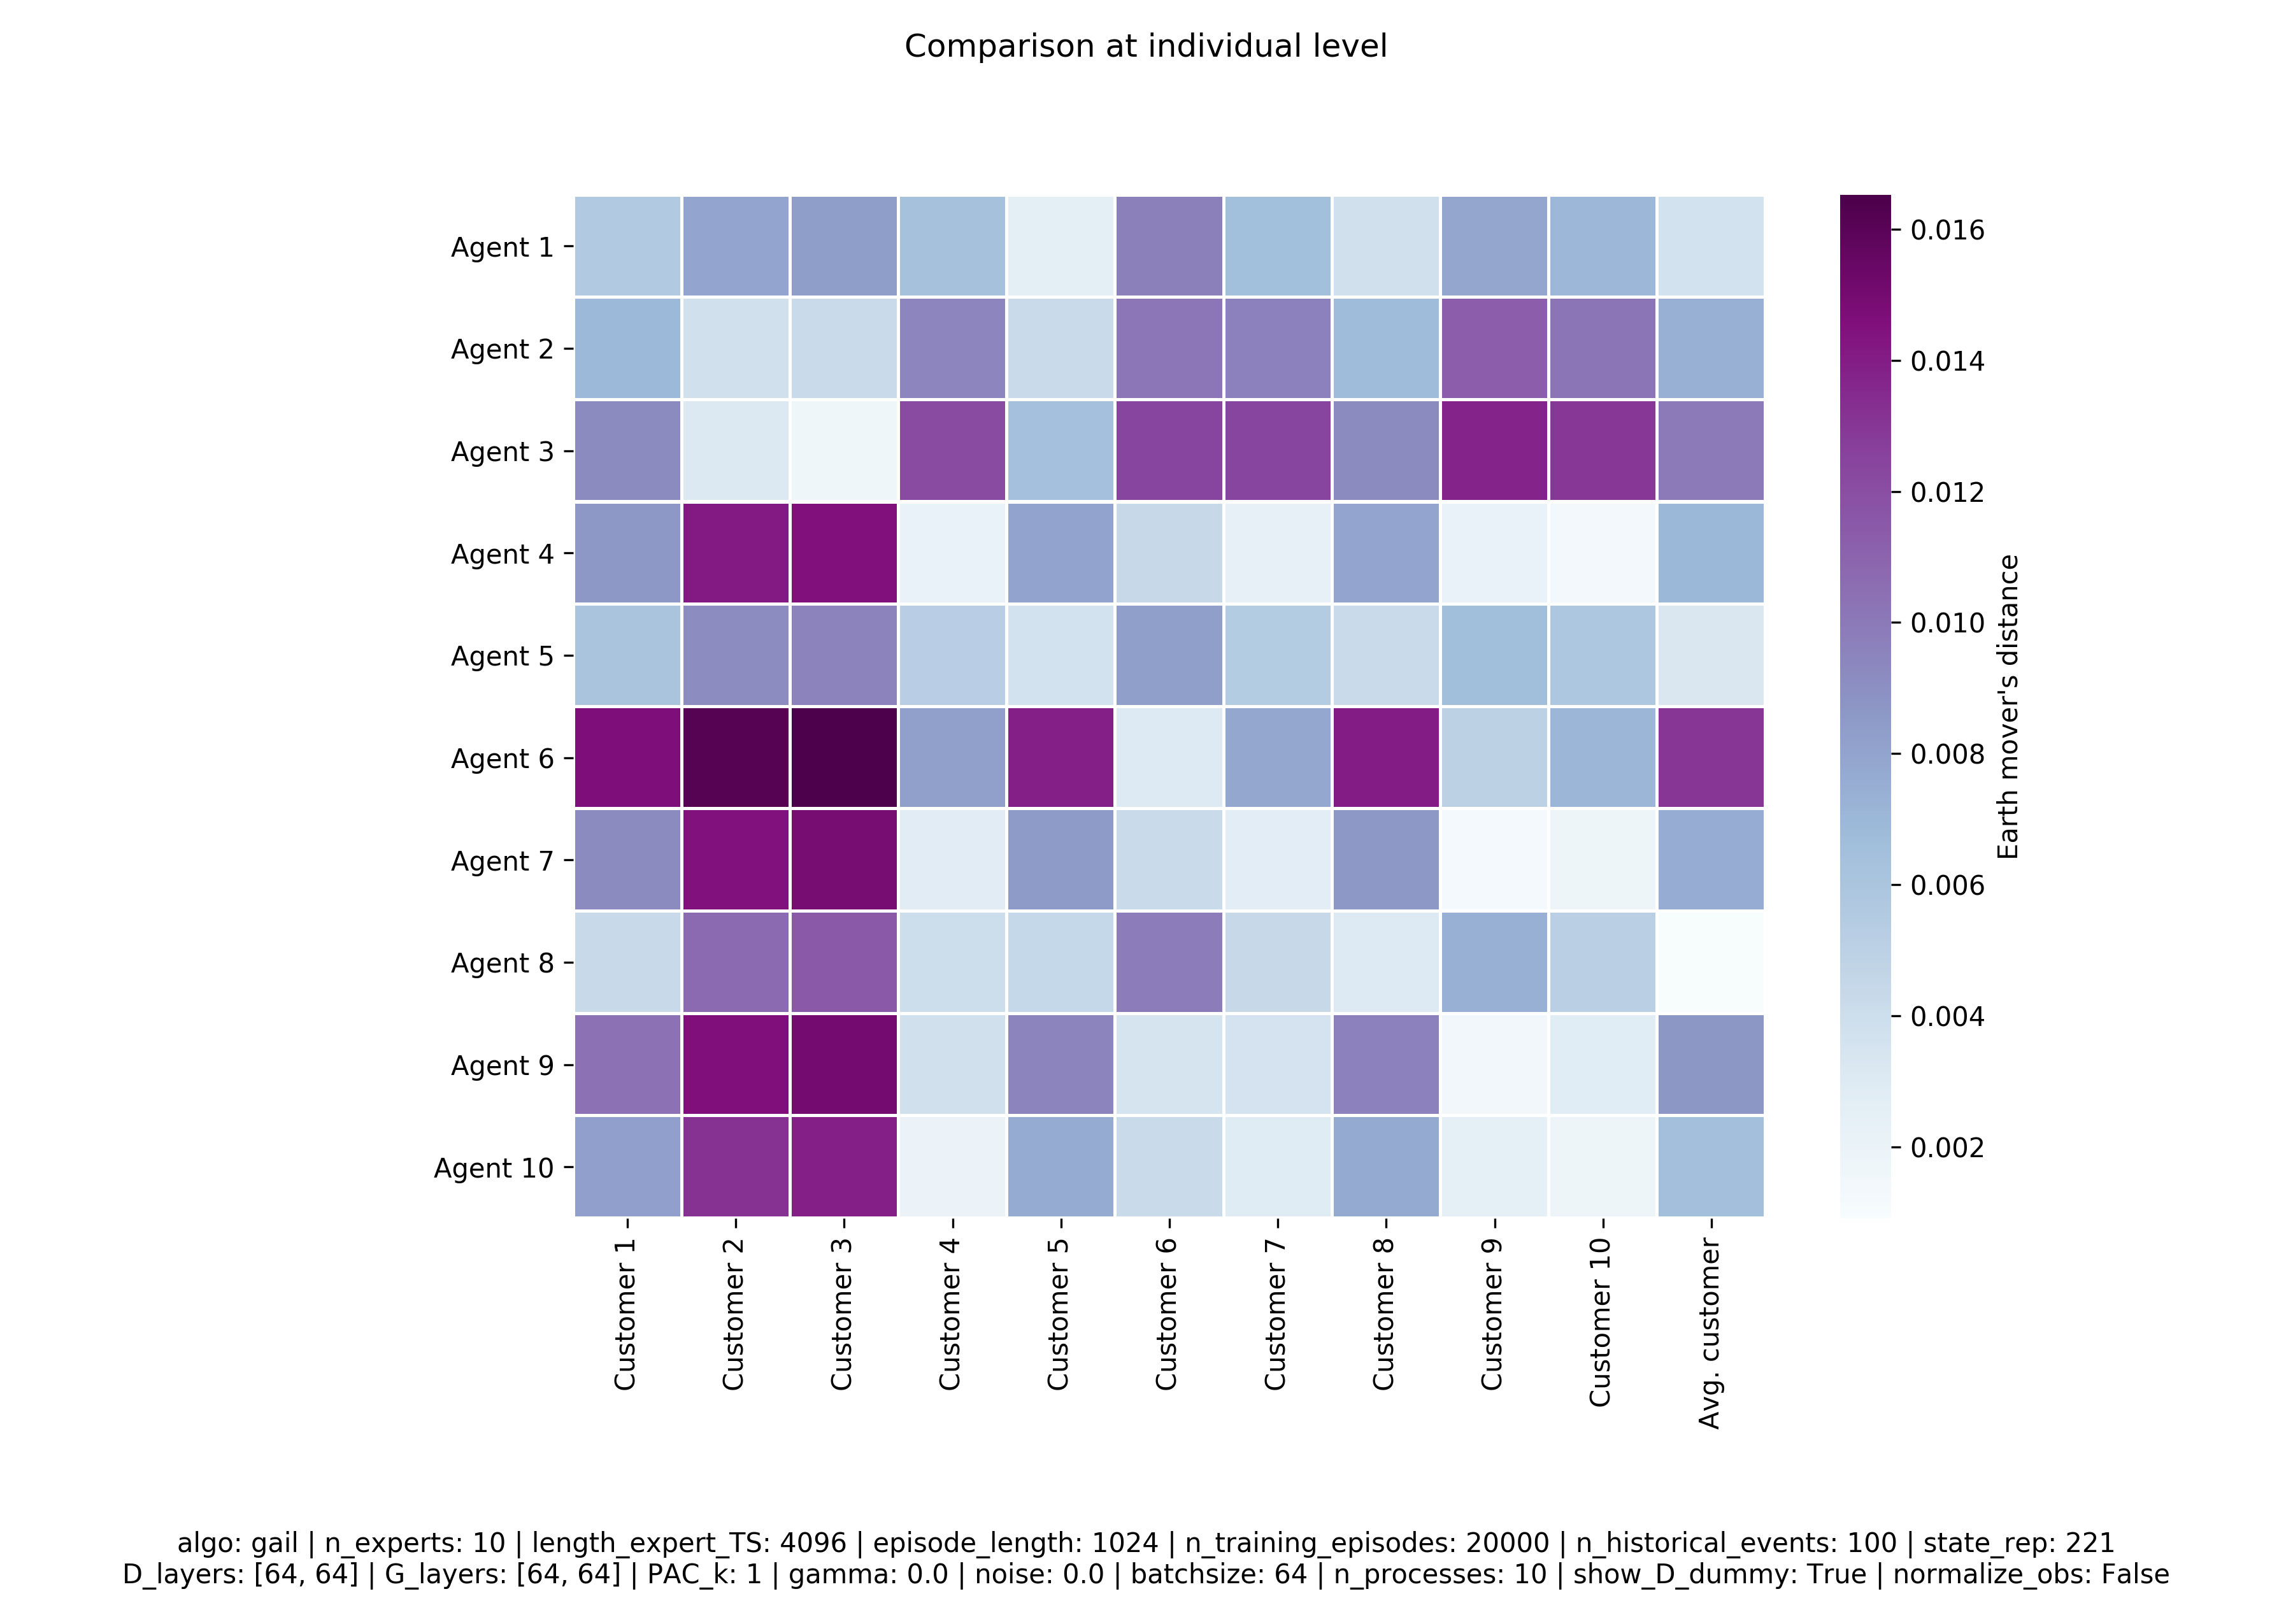 Comparison at individual level
Agent 1
Agent 2
Agent 3
Agent 4
Agent 5
Agent 6
Agent 7
Agent 8
Agent 9
Agent 10
Customer 1
Customer 2
Customer 3
Customer 4
Customer 5
Customer 6
Customer 7
Customer 8
Customer 9
Customer 10
Avg. customer
0.016
0.014
0.012
0.010
0.008
0.006
0.004
0.002
Earth mover's distance
algo: gail | n_experts: 10 | length_expert_TS: 4096 | episode_length: 1024 | n_training_episodes: 20000 | n_historical_events: 100 | state_rep: 221
D_layers: [64, 64] | G_layers: [64, 64] | PAC_k: 1 | gamma: 0.0 | noise: 0.0 | batchsize: 64 | n_processes: 10 | show_D_dummy: True | normalize_obs: False